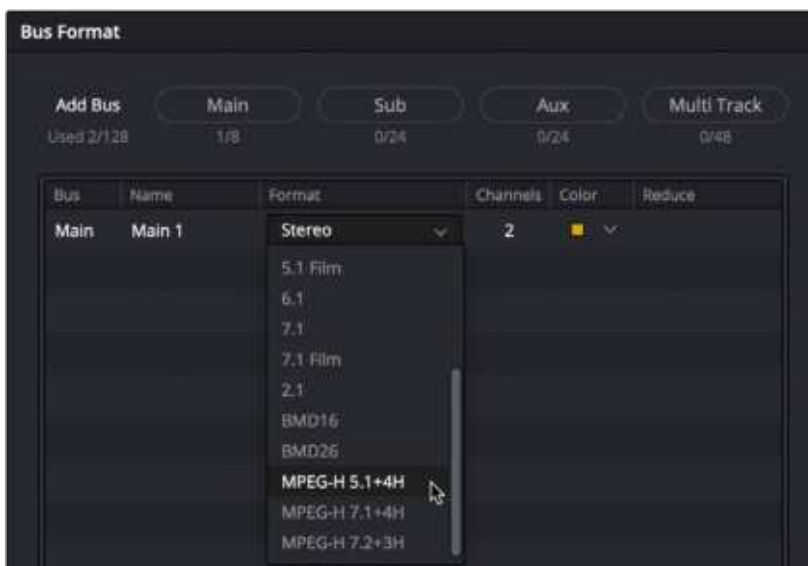 Bus Format
Add Bus Main Sub Aux Multi Track
Used 2/128 1/8 0/24 0/24 0/48
Bus Name Format Channels Color Reduce
Main Main 1 Stereo 2
5.1 Film
6.1
7.1
7.1 Film
2.1
BMD16
BMD26
MPEG-H 5.1+4H
MPEG-H 7.1+4H
MPEG-H 7.2+3H